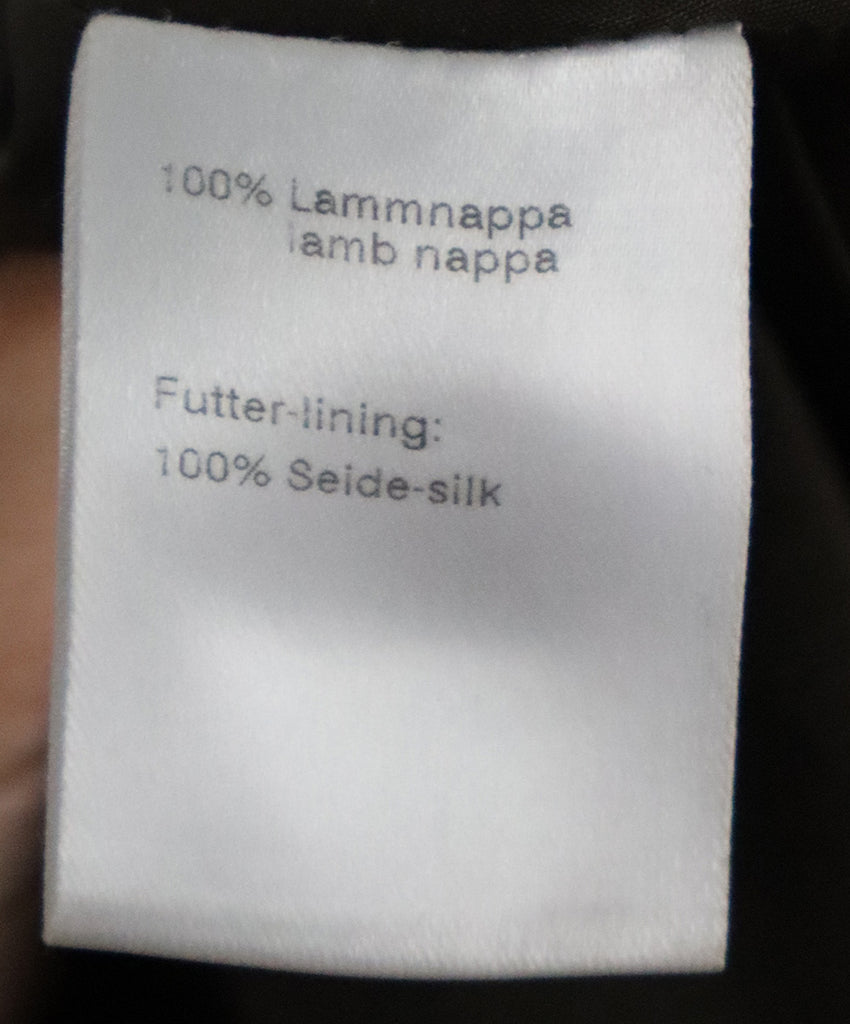 100% Lammnappa
lamb nappa
Futter-lining:
100% Seide-silk